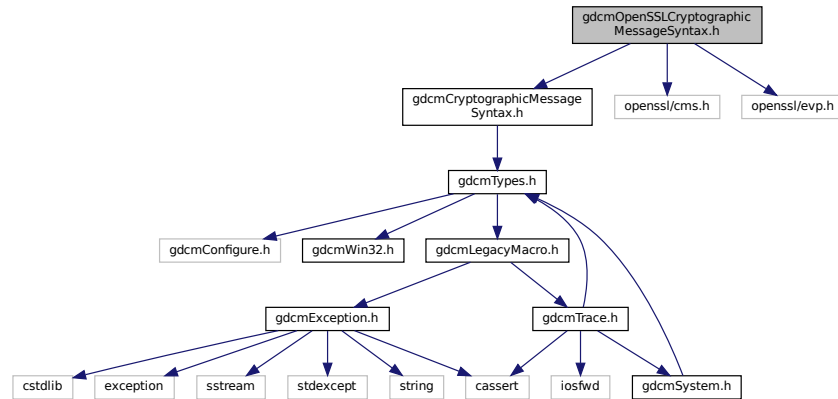 gdcmOpenSSLCryptographic
MessageSyntax.h
gdcmCryptographicMessage
Syntax.h
openssl/cms.h
openssl/evp.h
gdcmTypes.h
gdcmConfigure.h
gdcmWin32.h
gdcmLegacyMacro.h
gdcmException.h
gdcmTrace.h
cstdlib
exception
sstream
stdexcept
string
cassert
iosfwd
gdcmSystem.h